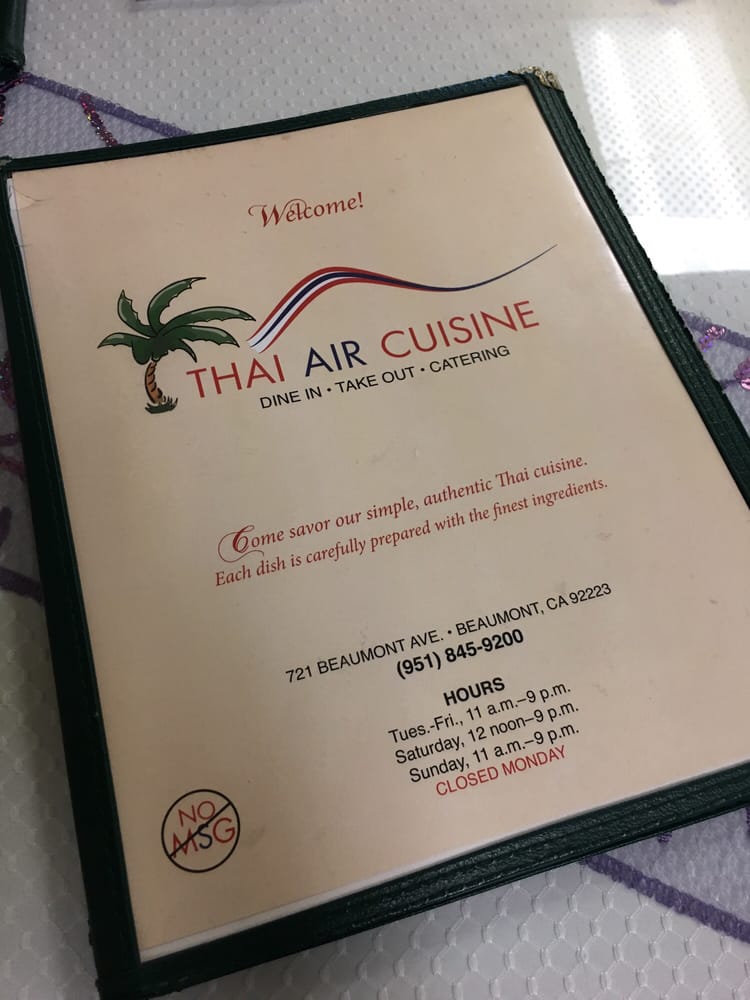 Welcome!
THAI AIR CUISINE
DINE IN • TAKE OUT • CATERING
Come savor our simple, authentic Thai cuisine.
Each dish is carefully prepared with the finest ingredients.
721 BEAUMONT AVE. • BEAUMONT, CA 92223
(951) 845-9200
HOURS
Tues.-Fri., 11 a.m.–9 p.m.
Saturday, 12 noon–9 p.m.
Sunday, 11 a.m.–9 p.m.
CLOSED MONDAY
NO
MSG